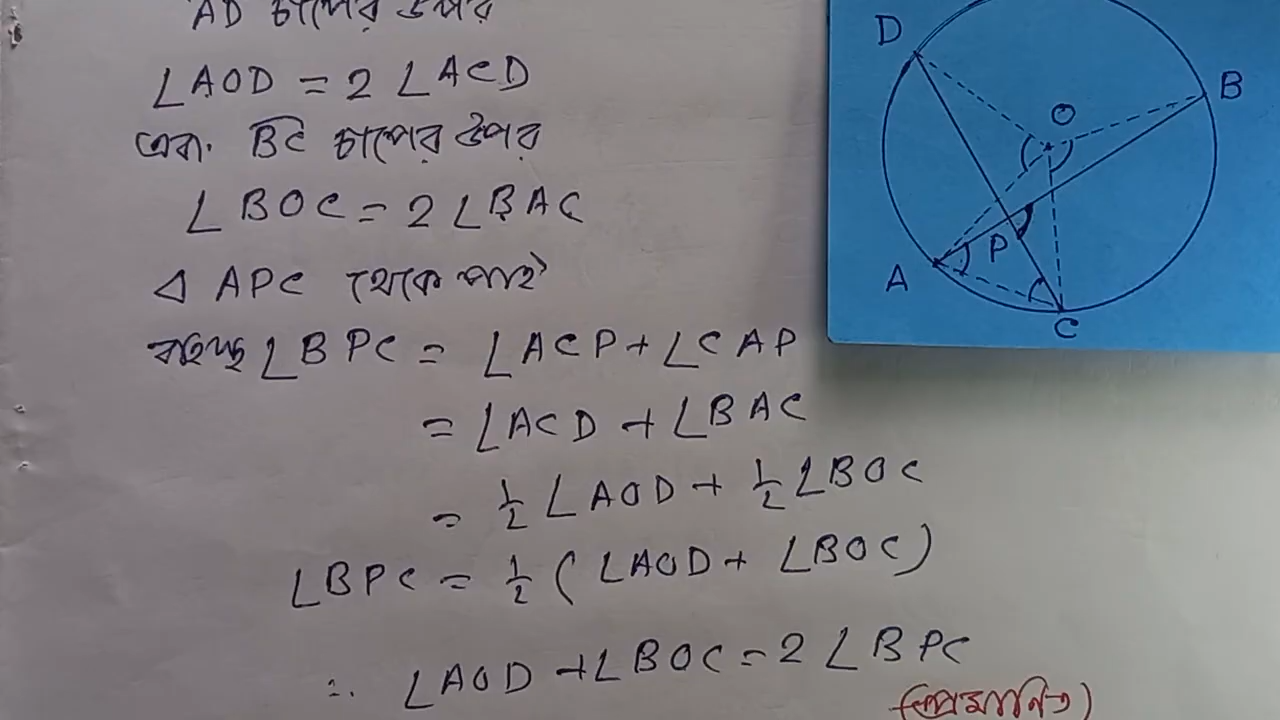 AD চাপের উপর
∠AOD = 2 ∠ACD
এবং BC চাপের উপর
∠BOC = 2 ∠BAC
△ APC থেকে পাই
বহিঃস্থ ∠BPC = ∠ACP + ∠CAP
= ∠ACD + ∠BAC
= ½ ∠AOD + ½ ∠BOC
∠BPC = ½ (∠AOD + ∠BOC)
∴ ∠AOD + ∠BOC = 2 ∠BPC
(প্রমাণিত)
D
B
O
P
A
C